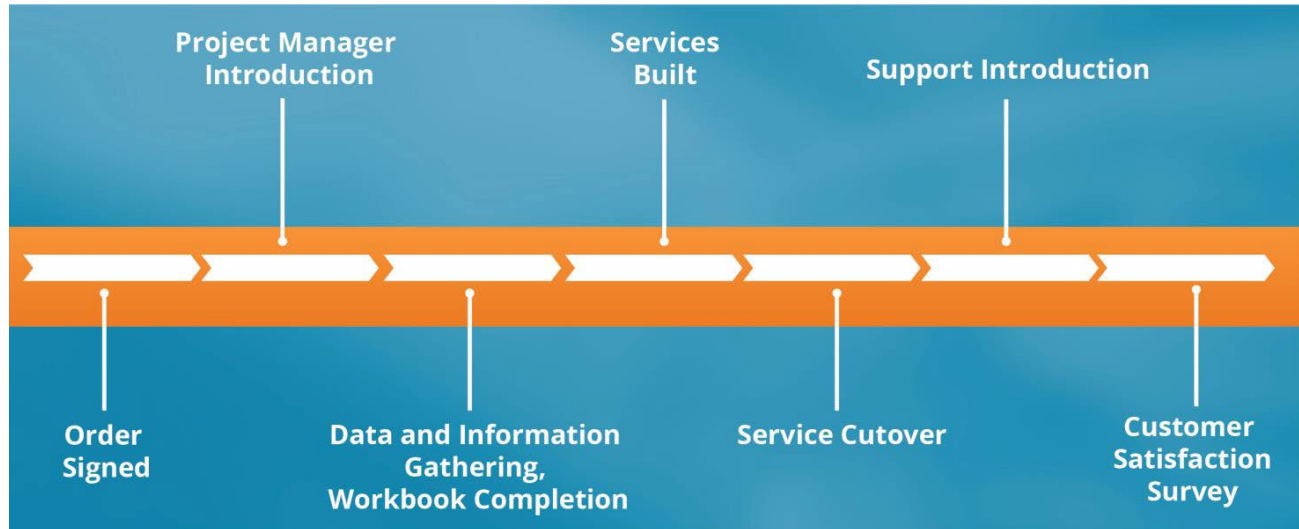 Project Manager
Introduction
Services
Built
Support Introduction
Order
Signed
Data and Information
Gathering,
Workbook Completion
Service Cutover
Customer
Satisfaction
Survey